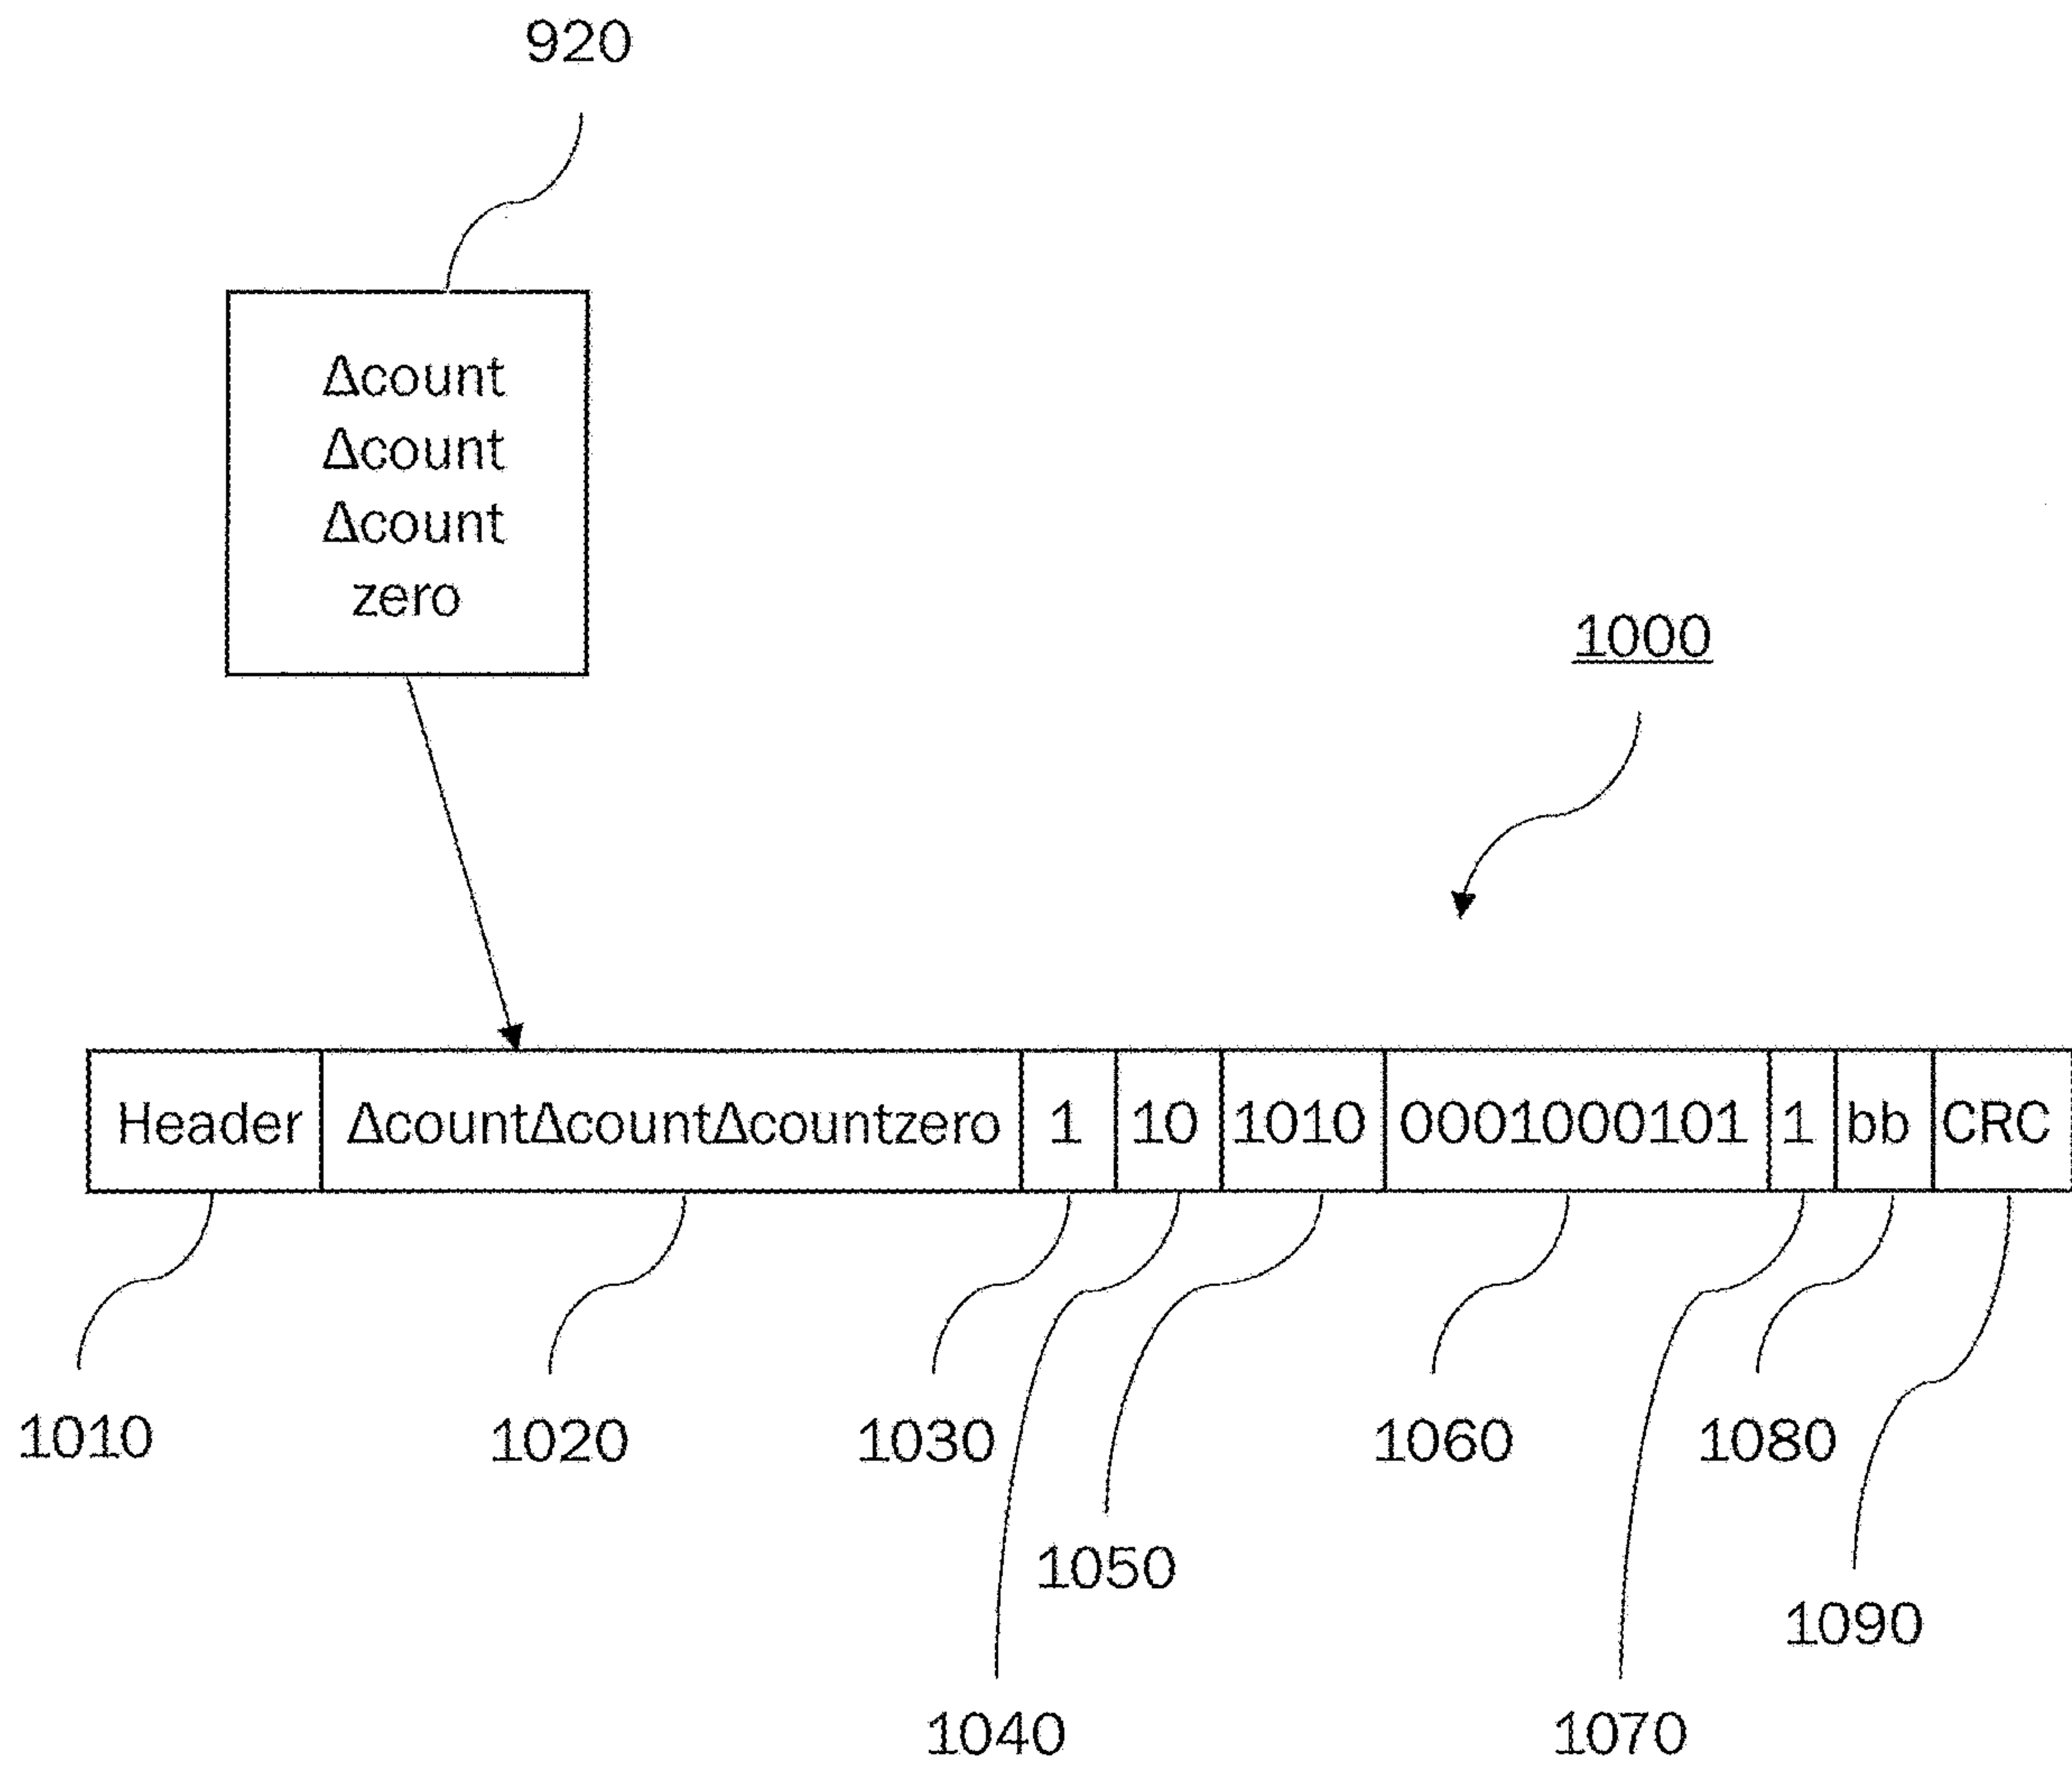 920
Δcount
Δcount
Δcount
zero
1000
Header ΔcountΔcountΔcountzero 1 10 1010 0001000101 1 bb CRC
1010 1020 1030 1060 1080
1050
1090
1040 1070